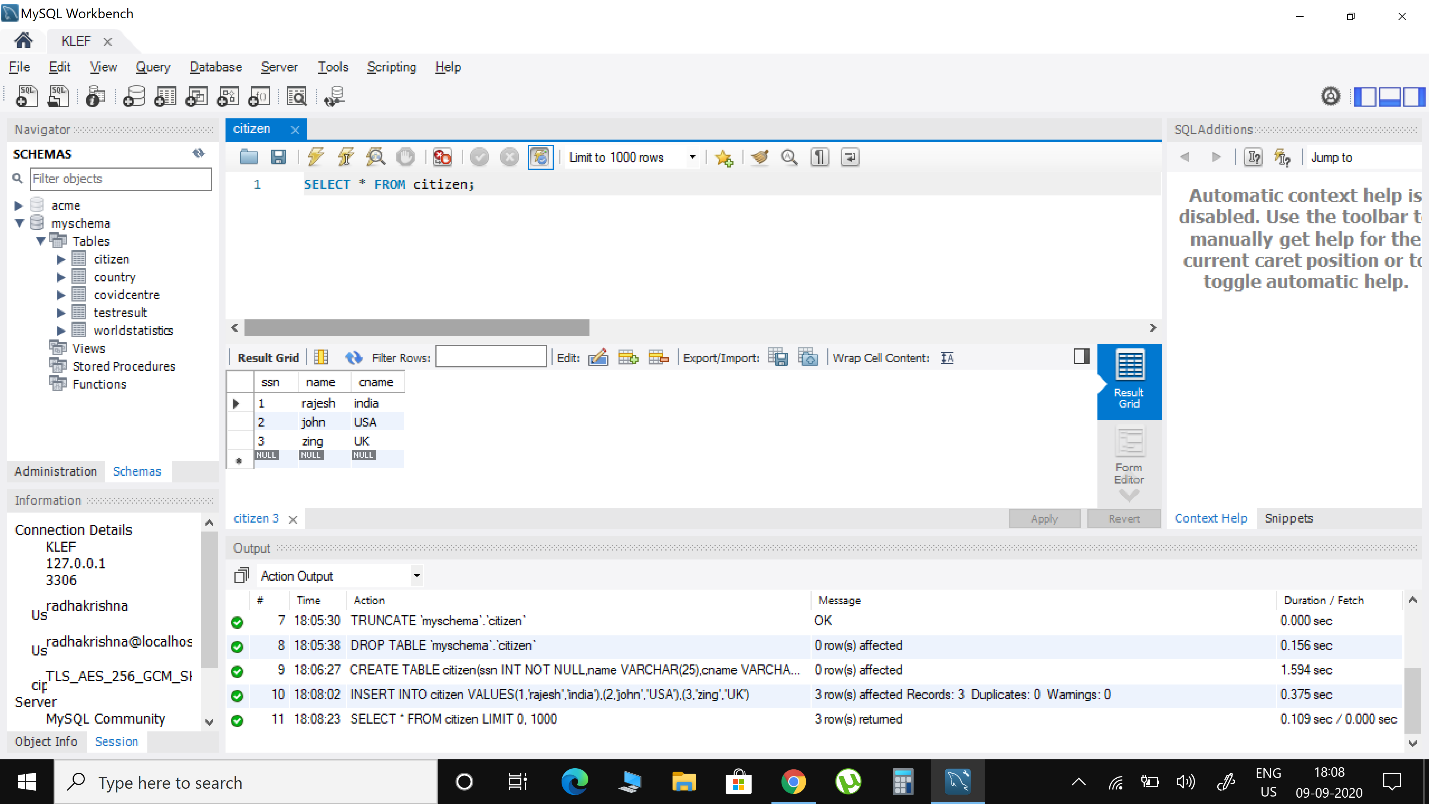 MySQL Workbench
KLEF
File Edit View Query Database Server Tools Scripting Help
Navigator
SCHEMAS
Filter objects
acme
myschema
Tables
citizen
country
covidcentre
testresult
worldstatistics
Views
Stored Procedures
Functions
Administration Schemas
Information
Connection Details
KLEF
127.0.0.1
3306
Us radhakrishna
Us radhakrishna@localhos
cip TLS_AES_256_GCM_SH
Server
MySQL Community
Object Info Session
citizen
Limit to 1000 rows
1 SELECT * FROM citizen;
Result Grid Filter Rows: Edit: Export/Import: Wrap Cell Content:
ssn name cname
1 rajesh india
2 john USA
3 zing UK
NULL NULL NULL
Result
Grid
Form
Editor
citizen 3
Apply Revert
SQLAdditions
Jump to
Automatic context help is
disabled. Use the toolbar t
manually get help for the
current caret position or to
toggle automatic help.
Context Help Snippets
Output
Action Output
# Time Action Message Duration / Fetch
7 18:05:30 TRUNCATE `myschema`.`citizen` OK 0.000 sec
8 18:05:38 DROP TABLE `myschema`.`citizen` 0 row(s) affected 0.156 sec
9 18:06:27 CREATE TABLE citizen(ssn INT NOT NULL,name VARCHAR(25),cname VARCHA... 0 row(s) affected 1.594 sec
10 18:08:02 INSERT INTO citizen VALUES(1,'rajesh','india'),(2,'john',"USA'),(3,'zing',"UK") 3 row(s) affected Records: 3 Duplicates: 0 Warnings: 0 0.375 sec
11 18:08:23 SELECT * FROM citizen LIMIT 0, 1000 3 row(s) returned 0.109 sec / 0.000 sec
Type here to search
ENG
US
18:08
09-09-2020